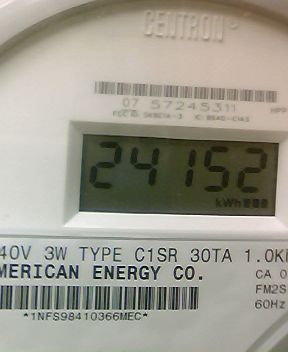 CENTRON
07 57245311
24152
kWh
40V 3W TYPE C1SR 30TA 1.0K
MERICAN ENERGY CO.
CA 0
FM2S
60Hz
*1NFS98410366MEC*